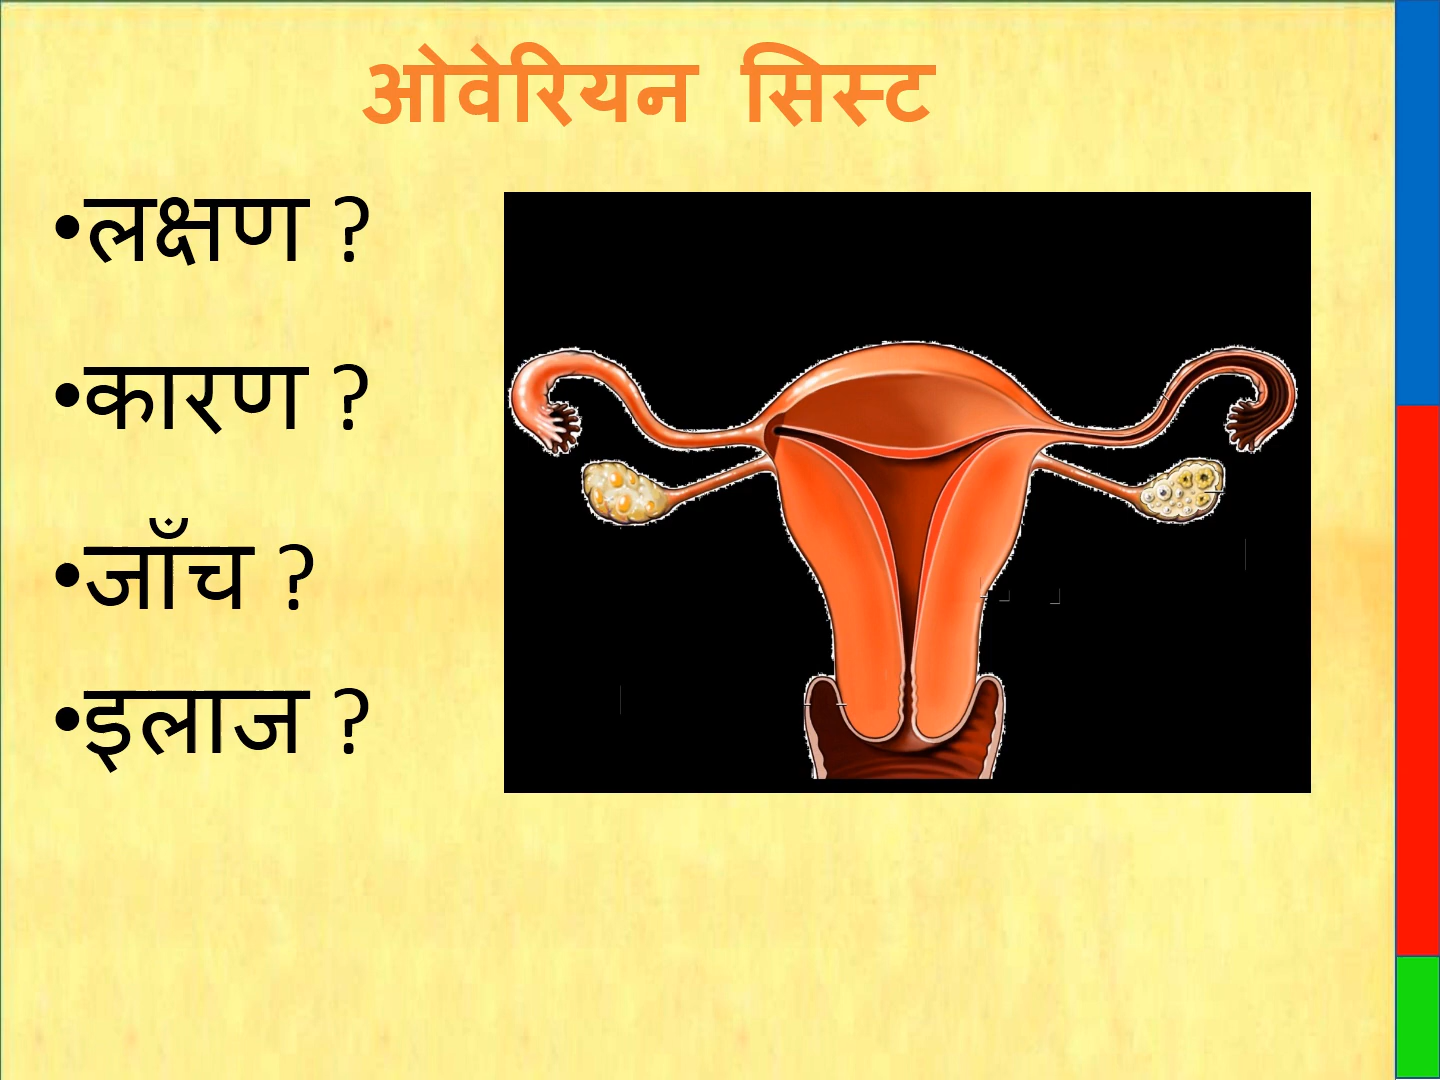 ओवेरियन सिस्ट
•लक्षण ?
•कारण ?
•जाँच ?
•इलाज ?